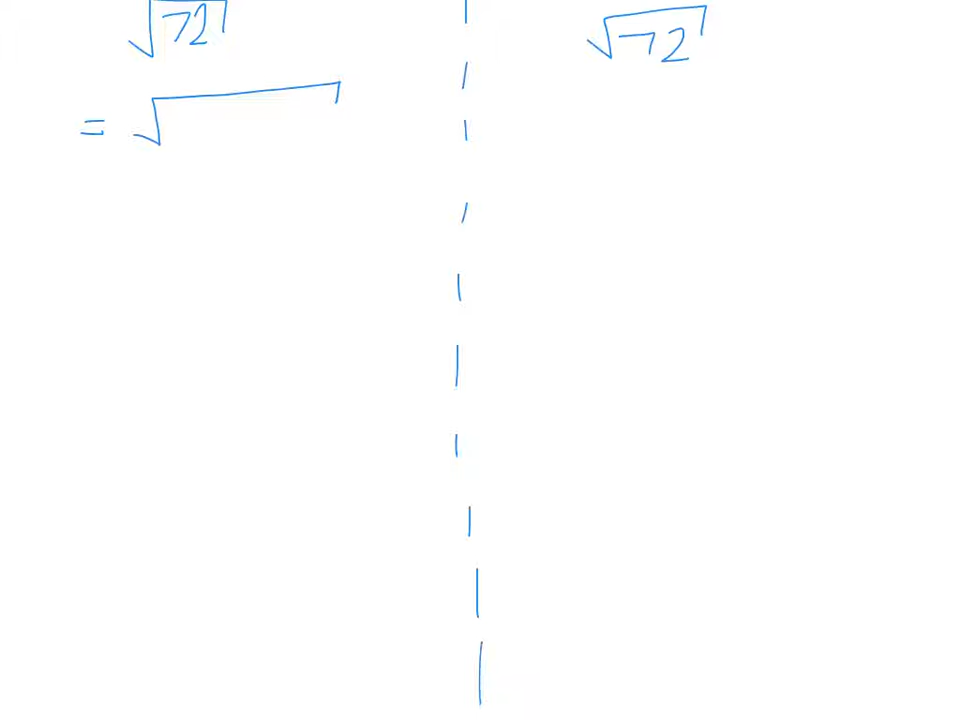 √72
= √
√72